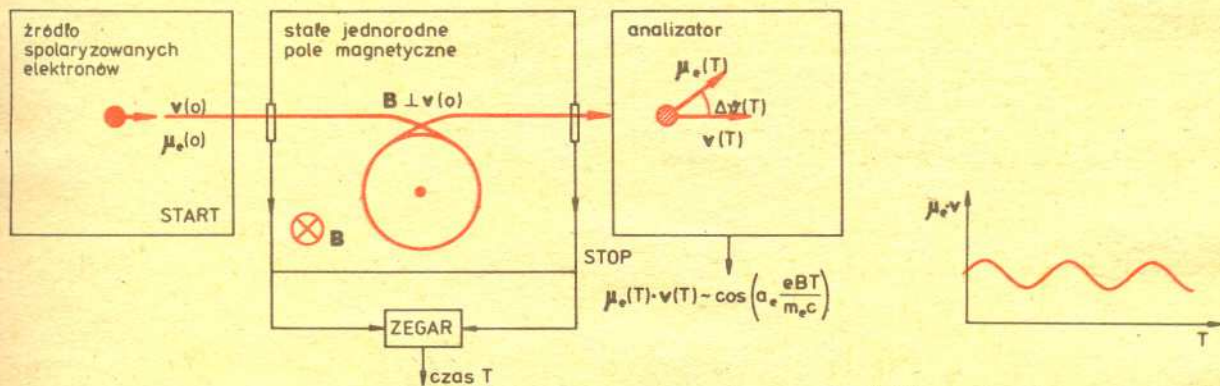 źródło
spolaryzowanych
elektronów
v(o)
μₑ(o)
START
stałe jednorodne
pole magnetyczne
B ⊥ v(o)
B
STOP
ZEGAR
czas T
analizator
μₑ(T)
Δϑ(T)
v(T)
μₑ(T)·v(T) ~ cos(aₑ eBT/mₑc)
μₑ·v
T